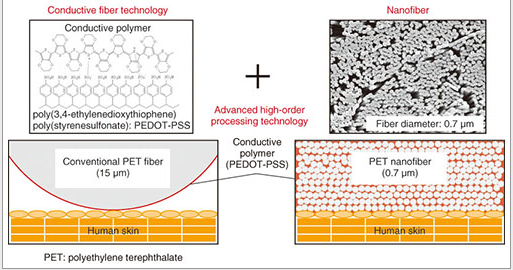 Conductive fiber technology
Conductive polymer
poly(3,4-ethylenedioxythiophene)
poly(styrenesulfonate): PEDOT-PSS
Nanofiber
Fiber diameter: 0.7 µm
Advanced high-order
processing technology
Conventional PET fiber
(15 µm)
Human skin
Conductive
polymer
(PEDOT-PSS)
PET nanofiber
(0.7 µm)
Human skin
PET: polyethylene terephthalate